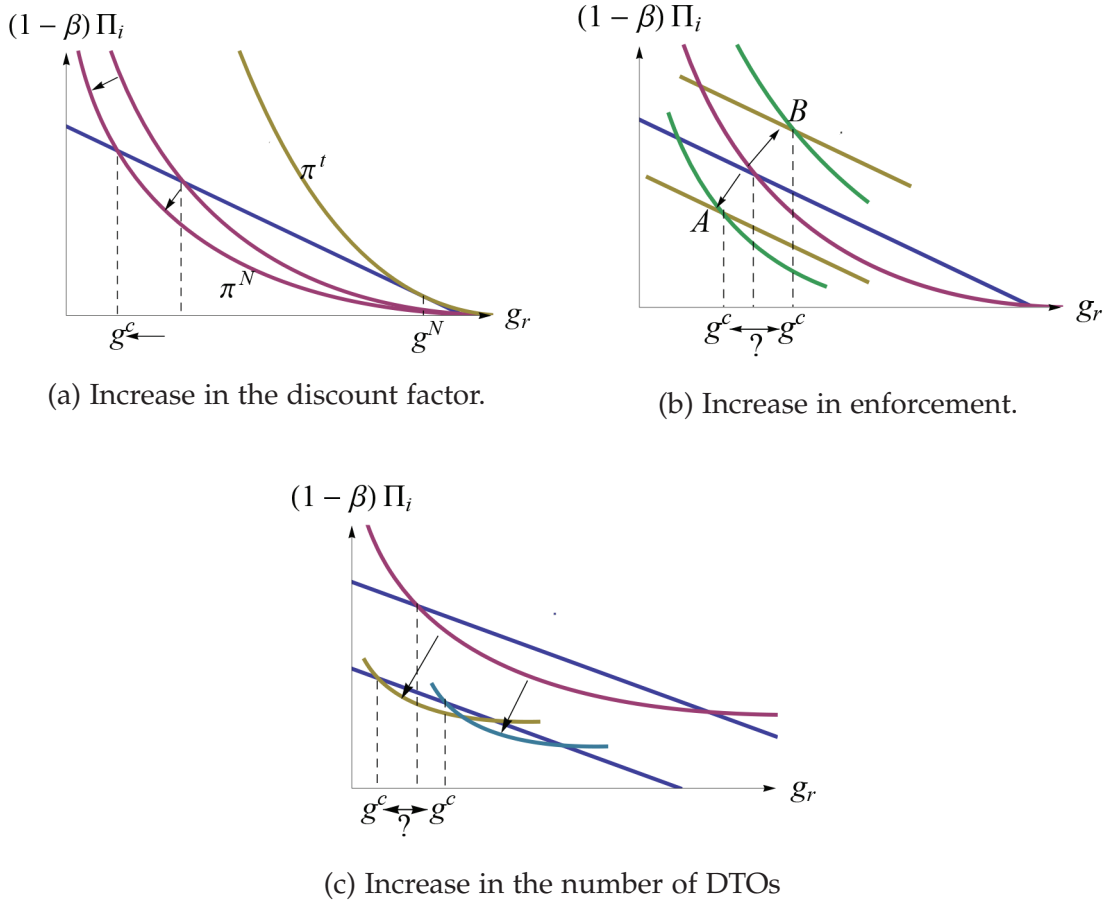 (1 − β) Π_i
π^t
π^N
g_r
g^c
g^N
(a) Increase in the discount factor.
(1 − β) Π_i
B
A
g_r
g^c g^c
?
(b) Increase in enforcement.
(1 − β) Π_i
g_r
g^c g^c
?
(c) Increase in the number of DTOs